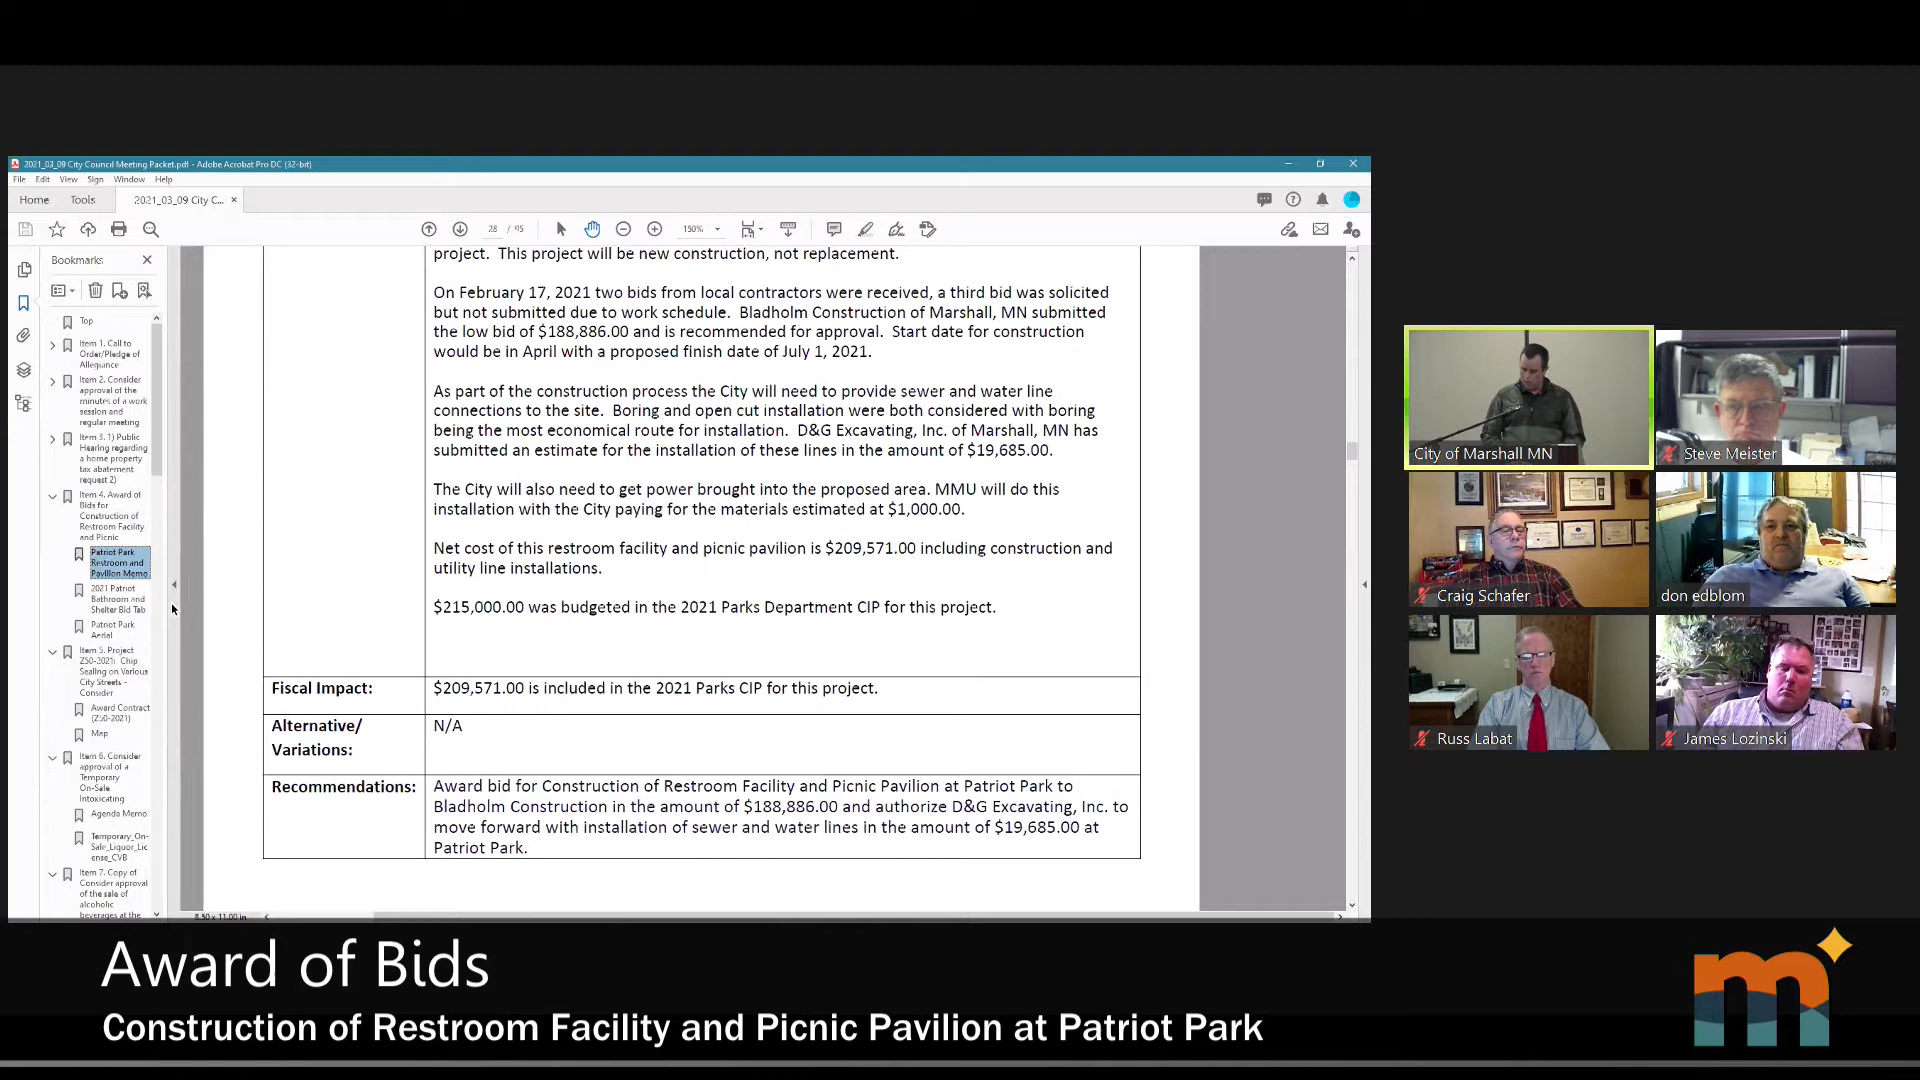 2021_03_09 City Council Meeting Packet.pdf - Adobe Acrobat Pro DC (32-bit)
File Edit View Sign Window Help
Home Tools 2021_03_09 City C... ×
28 / 95 150%
Bookmarks
Top
Item 1. Call to
Order/Pledge of
Allegiance
Item 2. Consider
approval of the
minutes of a work
session and
regular meeting
Item 3. 1) Public
Hearing regarding
a home property
tax abatement
request 2)
Item 4. Award of
Bids for
Construction of
Restroom Facility
and Picnic
Patriot Park
Restroom and
Pavilion Memo
2021 Patriot
Bathroom and
Shelter Bid Tab
Patriot Park
Aerial
Item 5. Project
Z50-2021: Chip
Sealing on Various
City Streets -
Consider
Award Contract
(Z50-2021)
Map
Item 6. Consider
approval of a
Temporary
On-Sale
Intoxicating
Agenda Memo
Temporary_On-
Sale_Liquor_Lic
ense_CVB
Item 7. Copy of
Consider approval
of the sale of
alcoholic
beverages at the
project. This project will be new construction, not replacement.
On February 17, 2021 two bids from local contractors were received, a third bid was solicited
but not submitted due to work schedule. Bladholm Construction of Marshall, MN submitted
the low bid of $188,886.00 and is recommended for approval. Start date for construction
would be in April with a proposed finish date of July 1, 2021.
As part of the construction process the City will need to provide sewer and water line
connections to the site. Boring and open cut installation were both considered with boring
being the most economical route for installation. D&G Excavating, Inc. of Marshall, MN has
submitted an estimate for the installation of these lines in the amount of $19,685.00.
The City will also need to get power brought into the proposed area. MMU will do this
installation with the City paying for the materials estimated at $1,000.00.
Net cost of this restroom facility and picnic pavilion is $209,571.00 including construction and
utility line installations.
$215,000.00 was budgeted in the 2021 Parks Department CIP for this project.
Fiscal Impact: $209,571.00 is included in the 2021 Parks CIP for this project.
Alternative/ N/A
Variations:
Recommendations: Award bid for Construction of Restroom Facility and Picnic Pavilion at Patriot Park to
Bladholm Construction in the amount of $188,886.00 and authorize D&G Excavating, Inc. to
move forward with installation of sewer and water lines in the amount of $19,685.00 at
Patriot Park.
8.50 x 11.00 in
City of Marshall MN
Steve Meister
Craig Schafer
don edblom
Russ Labat
James Lozinski
Award of Bids
Construction of Restroom Facility and Picnic Pavilion at Patriot Park
m